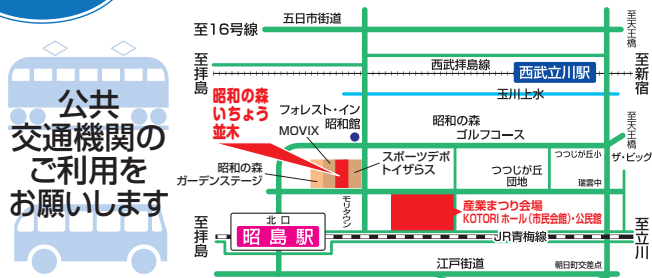 公共
交通機関の
ご利用を
お願いします
五日市街道
至16号線
至天王橋
至拝島
西武拝島線
西武立川駅
至新宿
玉川上水
昭和の森
いちょう
並木
フォレスト・イン
昭和館
MOVIX
昭和の森
ゴルフコース
至天王橋
スポーツデポ
トイザらス
つつじが丘小
ザ・ビッグ
昭和の森
ガーデンステージ
つつじが丘
団地
瑞雲中
モリタウン
産業まつり会場
KOTORIホール(市民会館)・公民館
至拝島
北口
昭島駅
JR青梅線
至立川
江戸街道
朝日町交差点